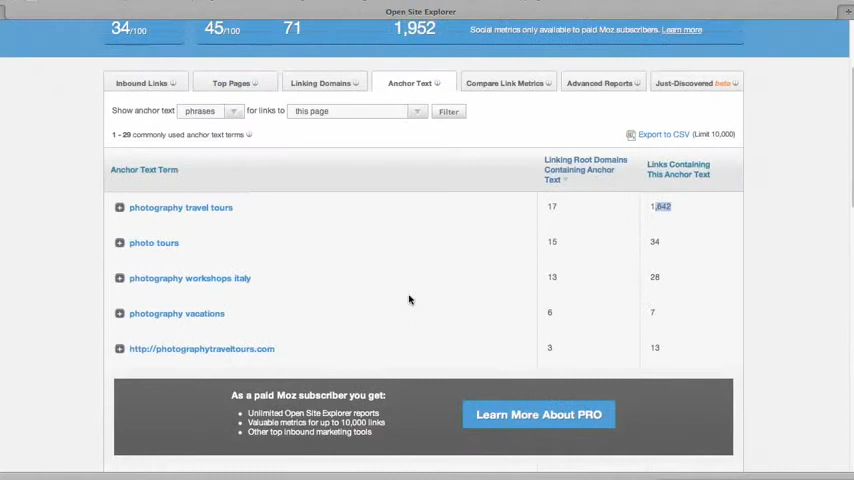 Open Site Explorer
34/100 45/100 71 1,952 Social metrics only available to paid Moz subscribers. Learn more
Inbound Links Top Pages Linking Domains Anchor Text Compare Link Metrics Advanced Reports Just-Discovered beta
Show anchor text phrases for links to this page Filter
1 - 29 commonly used anchor text terms Export to CSV (Limit 10,000)
Anchor Text Term
Linking Root Domains Containing Anchor Text
Links Containing This Anchor Text
photography travel tours 17 1,642
photo tours 15 34
photography workshops italy 13 28
photography vacations 6 7
http://photographytraveltours.com 3 13
As a paid Moz subscriber you get:
• Unlimited Open Site Explorer reports
• Valuable metrics for up to 10,000 links
• Other top inbound marketing tools
Learn More About PRO